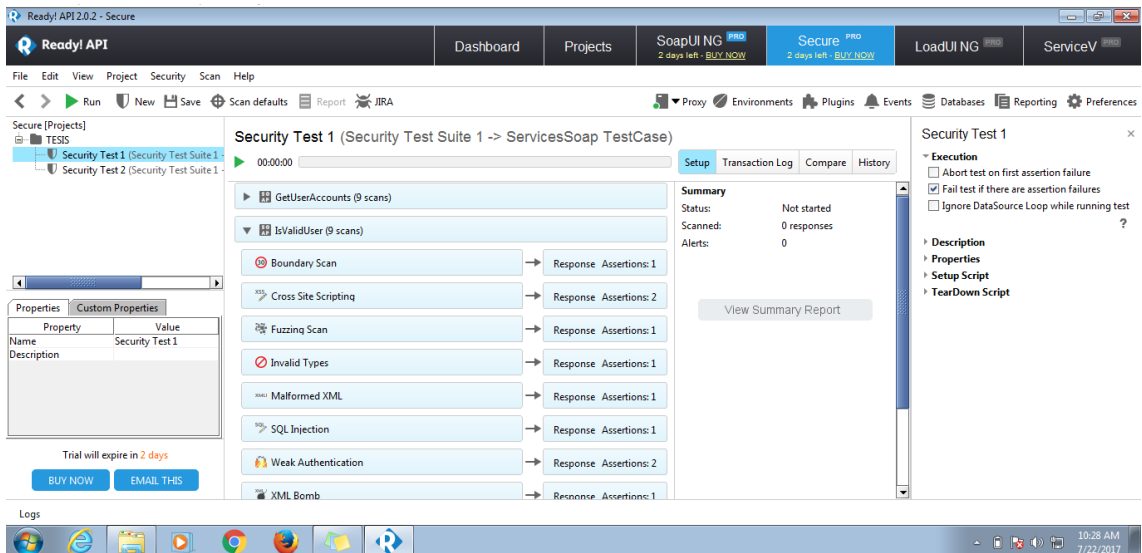 Ready! API 2.0.2 - Secure
Ready! API
Dashboard
Projects
SoapUI NG PRO
2 days left - BUY NOW
Secure PRO
2 days left - BUY NOW
LoadUI NG PRO
ServiceV PRO
File Edit View Project Security Scan Help
Run New Save Scan defaults Report JIRA
Proxy Environments Plugins Events Databases Reporting Preferences
Secure [Projects]
TESIS
Security Test 1 (Security Test Suite 1 -
Security Test 2 (Security Test Suite 1 -
Properties Custom Properties
Property Value
Name Security Test 1
Description
Trial will expire in 2 days
BUY NOW EMAIL THIS
Security Test 1 (Security Test Suite 1 -> ServicesSoap TestCase)
00:00:00
Setup Transaction Log Compare History
GetUserAccounts (9 scans)
IsValidUser (9 scans)
Boundary Scan Response Assertions: 1
Cross Site Scripting Response Assertions: 2
Fuzzing Scan Response Assertions: 1
Invalid Types Response Assertions: 1
Malformed XML Response Assertions: 1
SQL Injection Response Assertions: 1
Weak Authentication Response Assertions: 2
XML Bomb Response Assertions: 1
Summary
Status: Not started
Scanned: 0 responses
Alerts: 0
View Summary Report
Security Test 1
Execution
Abort test on first assertion failure
Fail test if there are assertion failures
Ignore DataSource Loop while running test
?
Description
Properties
Setup Script
TearDown Script
Logs
10:28 AM
7/22/2017